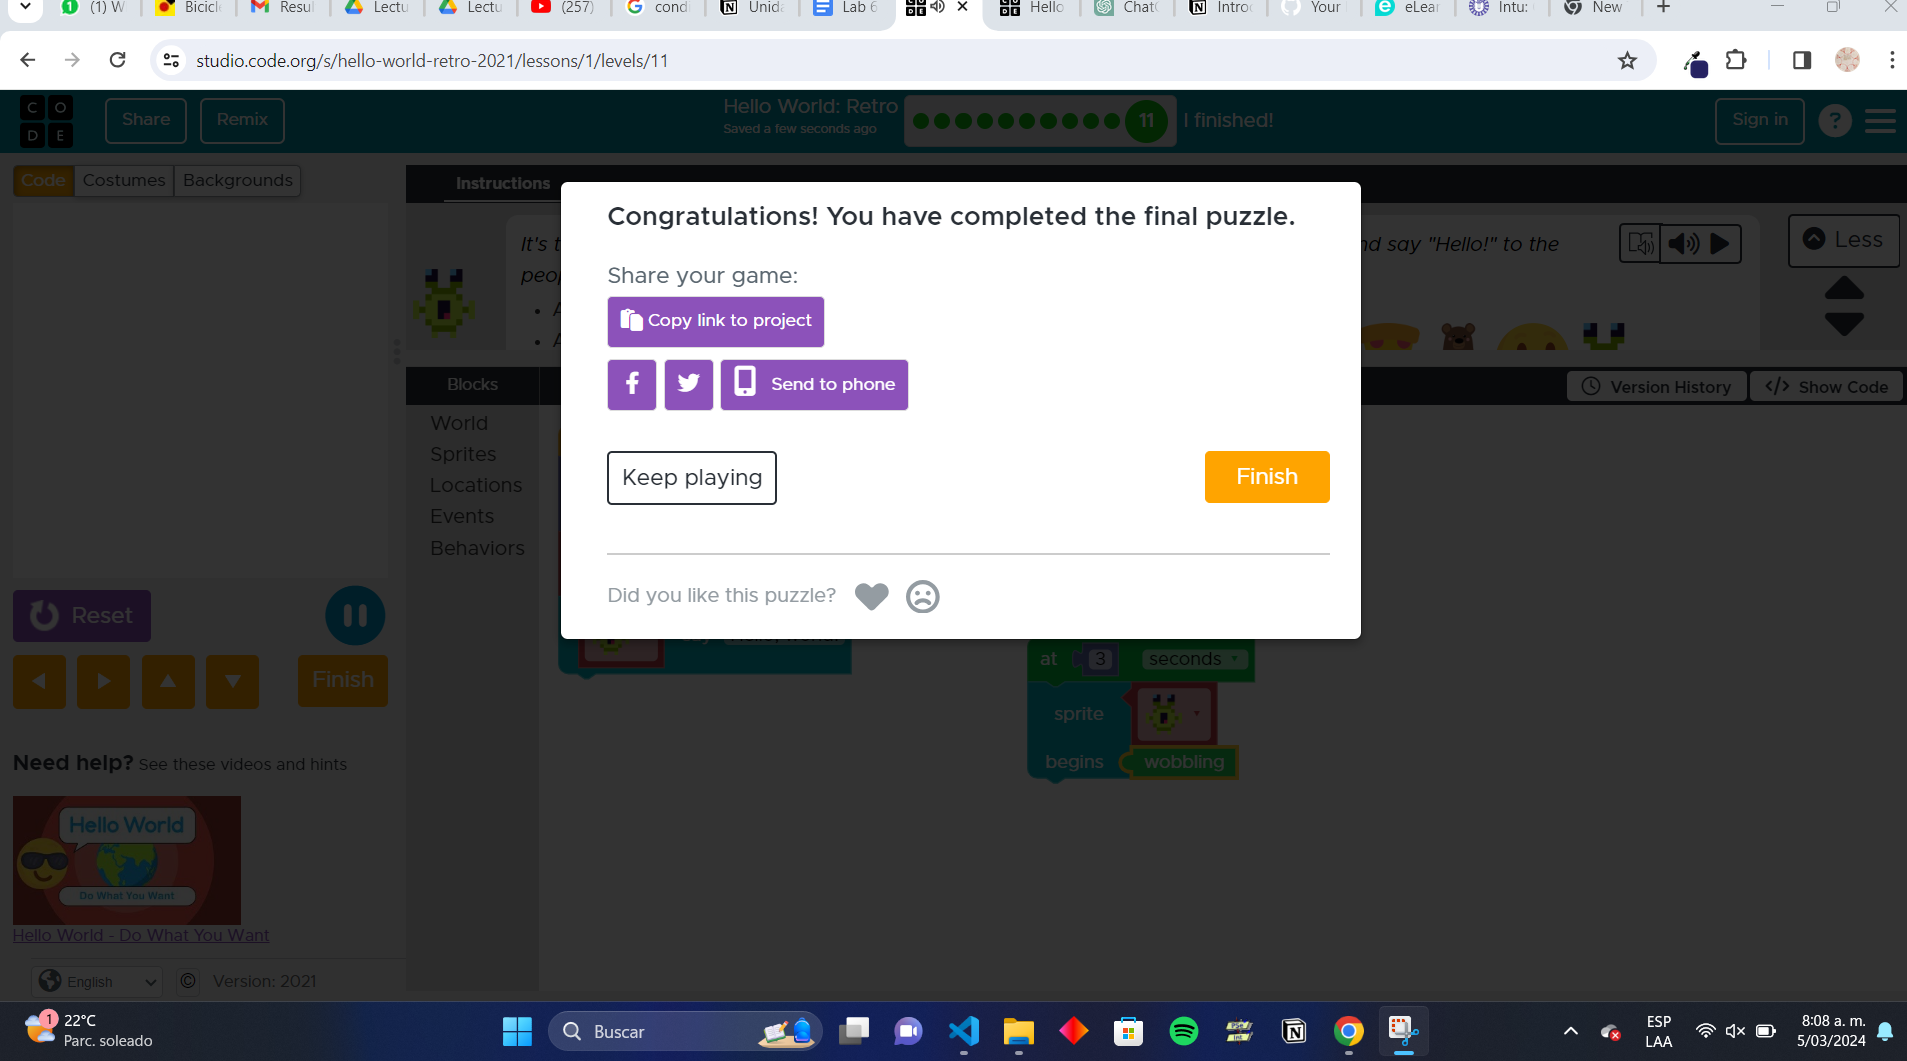 (1) W
Bicicl
Resul
Lectu
Lectu
(257)
cond
Unida
Lab 6
Hello
Chat
Intro
Your
eLear
Intu:
New
studio.code.org/s/hello-world-retro-2021/lessons/1/levels/11
CODE
Share
Remix
Hello World: Retro
Saved a few seconds ago
11
I finished!
Sign in
?
Code
Costumes
Backgrounds
Instructions
It's t
nd say "Hello!" to the
peop
Less
Congratulations! You have completed the final puzzle.
Share your game:
Copy link to project
Send to phone
Keep playing
Finish
Did you like this puzzle?
Blocks
Version History
Show Code
World
Sprites
Locations
Events
Behaviors
Reset
Finish
at 3 seconds
sprite
begins wobbling
Need help? See these videos and hints
Hello World
Do What You Want
Hello World - Do What You Want
English
© Version: 2021
1
22°C
Parc. soleado
Buscar
ESP
LAA
8:08 a. m.
5/03/2024